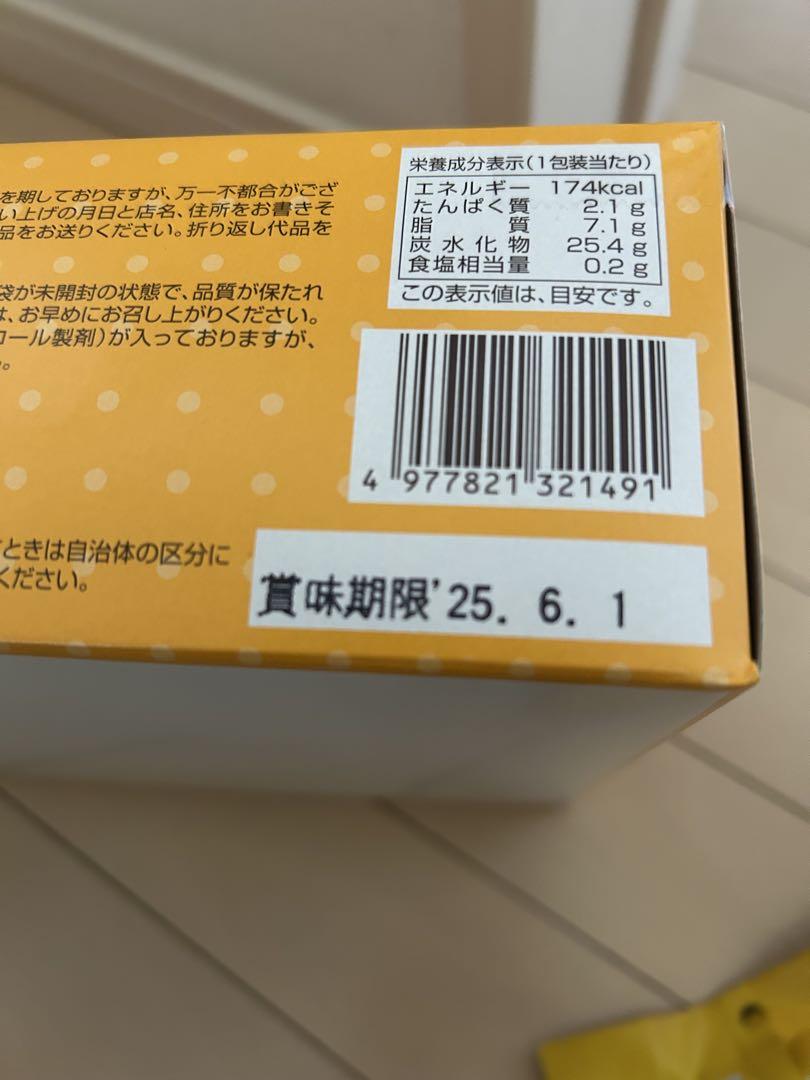 を期しておりますが、万一不都合がござ
い上げの月日と店名、住所をお書きそ
品をお送りください。折り返し代品を
袋が未開封の状態で、品質が保たれ
は、お早めにお召し上がりください。
コール製剤)が入っておりますが、
ときは自治体の区分に
ください。
栄養成分表示(1包装当たり)
エネルギー 174kcal
たんぱく質 2.1g
脂質 7.1g
炭水化物 25.4g
食塩相当量 0.2g
この表示値は、目安です。
4 977821 321491
賞味期限'25. 6. 1